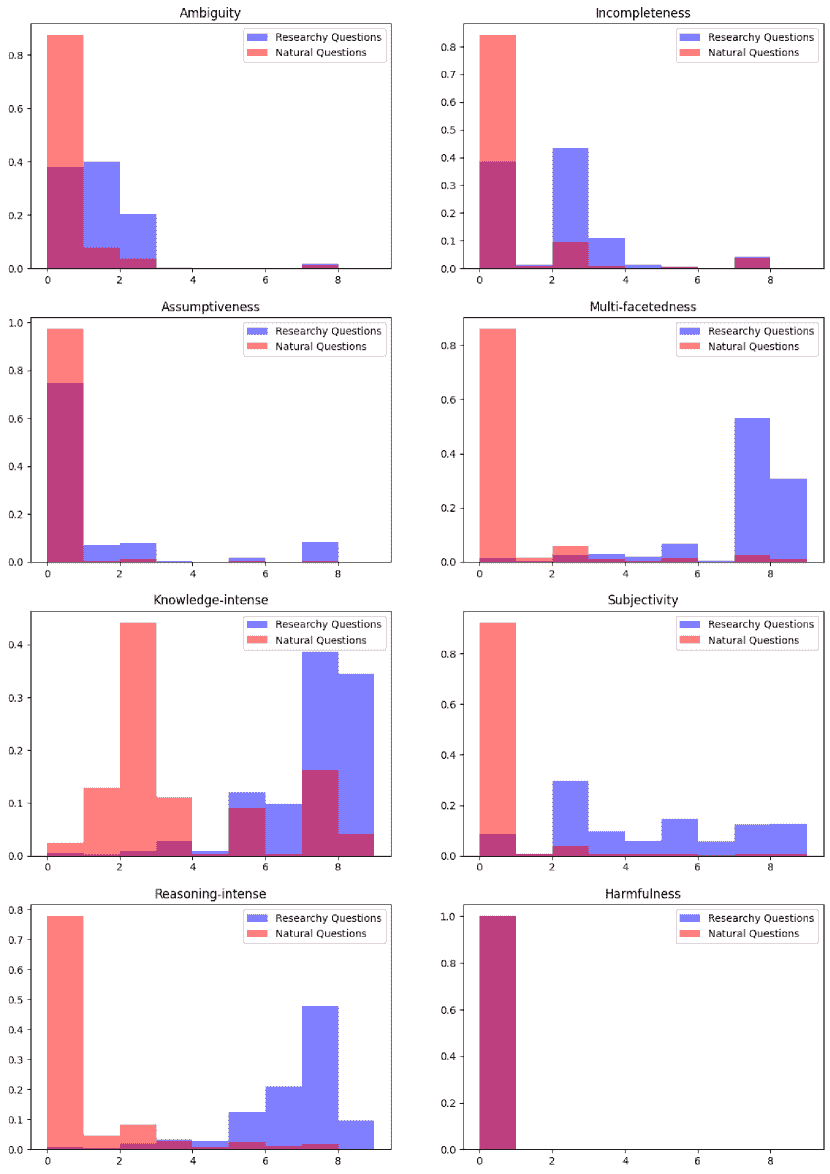 Ambiguity
Researchy Questions
Natural Questions
0.8
0.6
0.4
0.2
0.0
0 2 4 6 8
Incompleteness
Researchy Questions
Natural Questions
0.8
0.7
0.6
0.5
0.4
0.3
0.2
0.1
0.0
0 2 4 6 8
Assumptiveness
Researchy Questions
Natural Questions
1.0
0.8
0.6
0.4
0.2
0.0
0 2 4 6 8
Multi-facetedness
Researchy Questions
Natural Questions
0.8
0.6
0.4
0.2
0.0
0 2 4 6 8
Knowledge-intense
Researchy Questions
Natural Questions
0.4
0.3
0.2
0.1
0.0
0 2 4 6 8
Subjectivity
Researchy Questions
Natural Questions
0.8
0.6
0.4
0.2
0.0
0 2 4 6 8
Reasoning-intense
Researchy Questions
Natural Questions
0.8
0.7
0.6
0.5
0.4
0.3
0.2
0.1
0.0
0 2 4 6 8
Harmfulness
Researchy Questions
Natural Questions
1.0
0.8
0.6
0.4
0.2
0.0
0 2 4 6 8